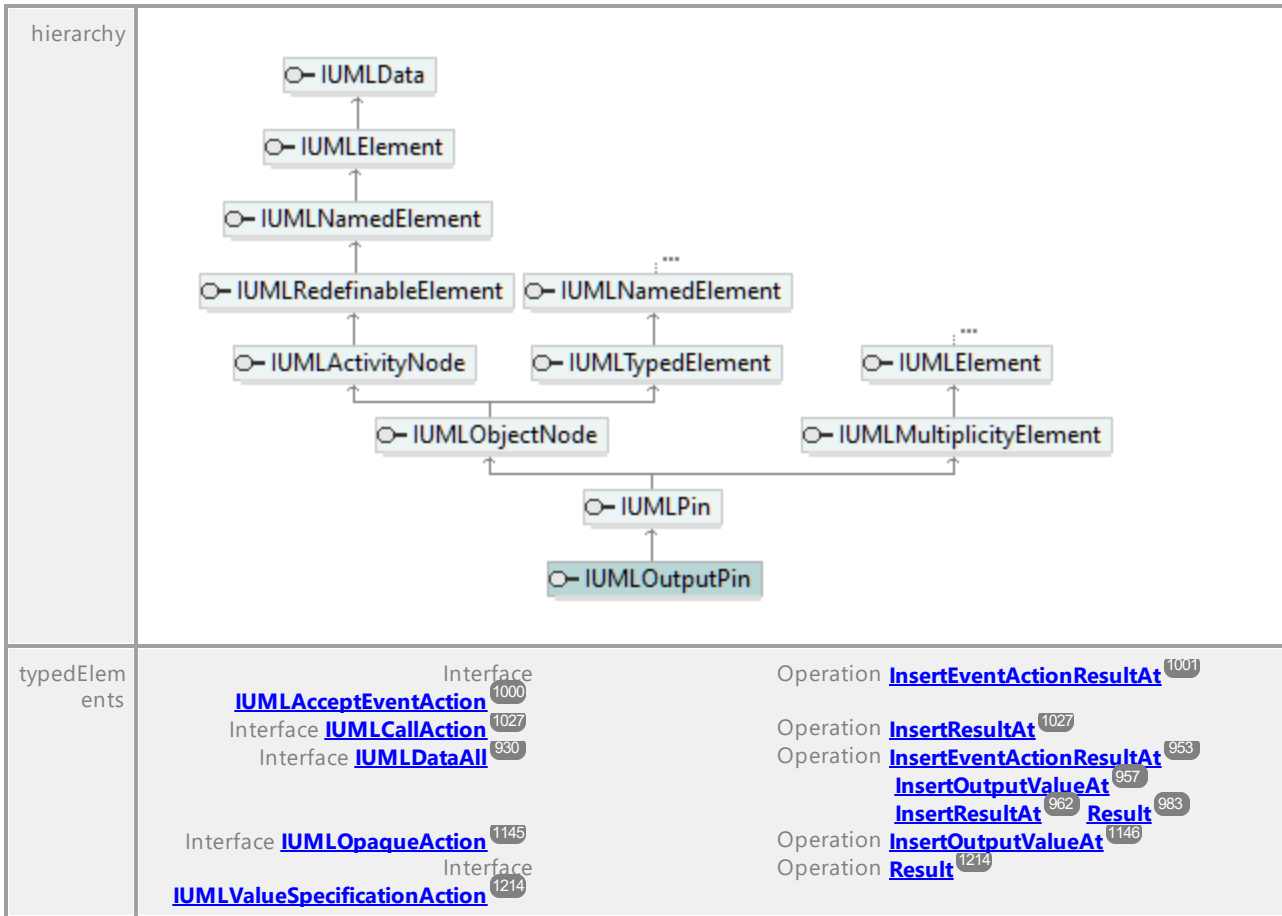 hierarchy
IUMLData
IUMLElement
IUMLNamedElement
...
IUMLRedefinableElement
IUMLNamedElement
...
IUMLActivityNode
IUMLTypedElement
IUMLElement
IUMLObjectNode
IUMLMultiplicityElement
IUMLPin
IUMLOutputPin
typedElem
ents
Interface
IUMLAcceptEventAction 1000
Operation InsertEventActionResultAt 1001
Interface IUMLCallAction 1027
Operation InsertResultAt 1027
Interface IUMLDataAll 930
Operation InsertEventActionResultAt 953
InsertOutputValueAt 957
InsertResultAt 962 Result 983
Interface IUMLOpaqueAction 1145
Operation InsertOutputValueAt 1146
Interface
IUMLValueSpecificationAction 1214
Operation Result 1214